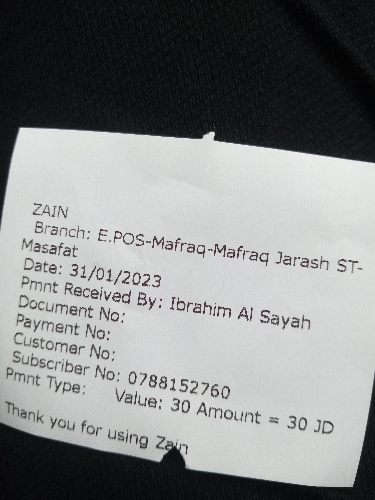 ZAIN
Branch: E.POS-Mafraq-Mafraq Jarash ST-
Masafat
Date: 31/01/2023
Pmnt Received By: Ibrahim Al Sayah
Document No:
Payment No:
Customer No:
Subscriber No: 0788152760
Pmnt Type: Value: 30 Amount = 30 JD
Thank you for using Zain